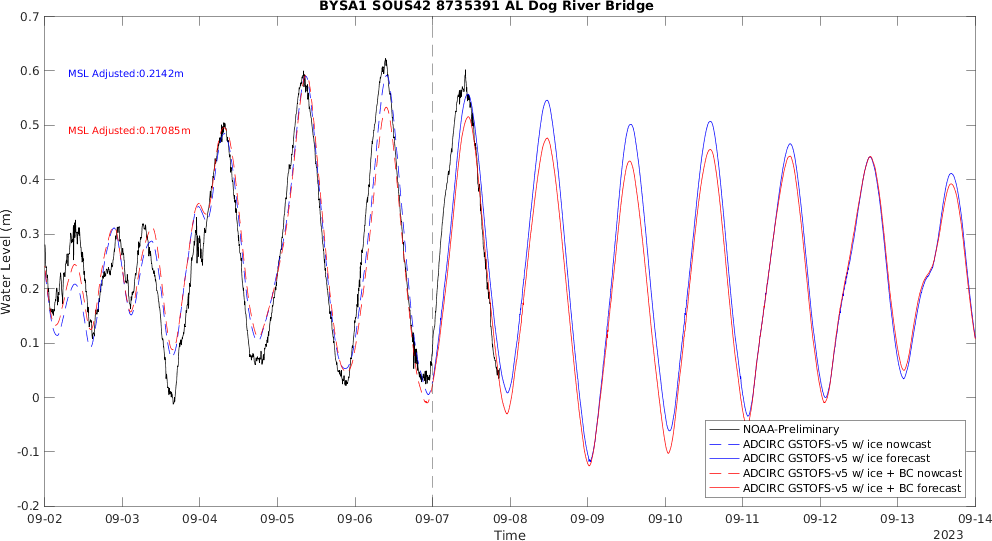 BYSA1 SOUS42 8735391 AL Dog River Bridge
0.7
0.6
0.5
0.4
0.3
0.2
0.1
0
-0.1
-0.2
Water Level (m)
MSL Adjusted:0.2142m
MSL Adjusted:0.17085m
NOAA-Preliminary
ADCIRC GSTOFS-v5 w/ ice nowcast
ADCIRC GSTOFS-v5 w/ ice forecast
ADCIRC GSTOFS-v5 w/ ice + BC nowcast
ADCIRC GSTOFS-v5 w/ ice + BC forecast
09-02 09-03 09-04 09-05 09-06 09-07 09-08 09-09 09-10 09-11 09-12 09-13 09-14
Time
2023